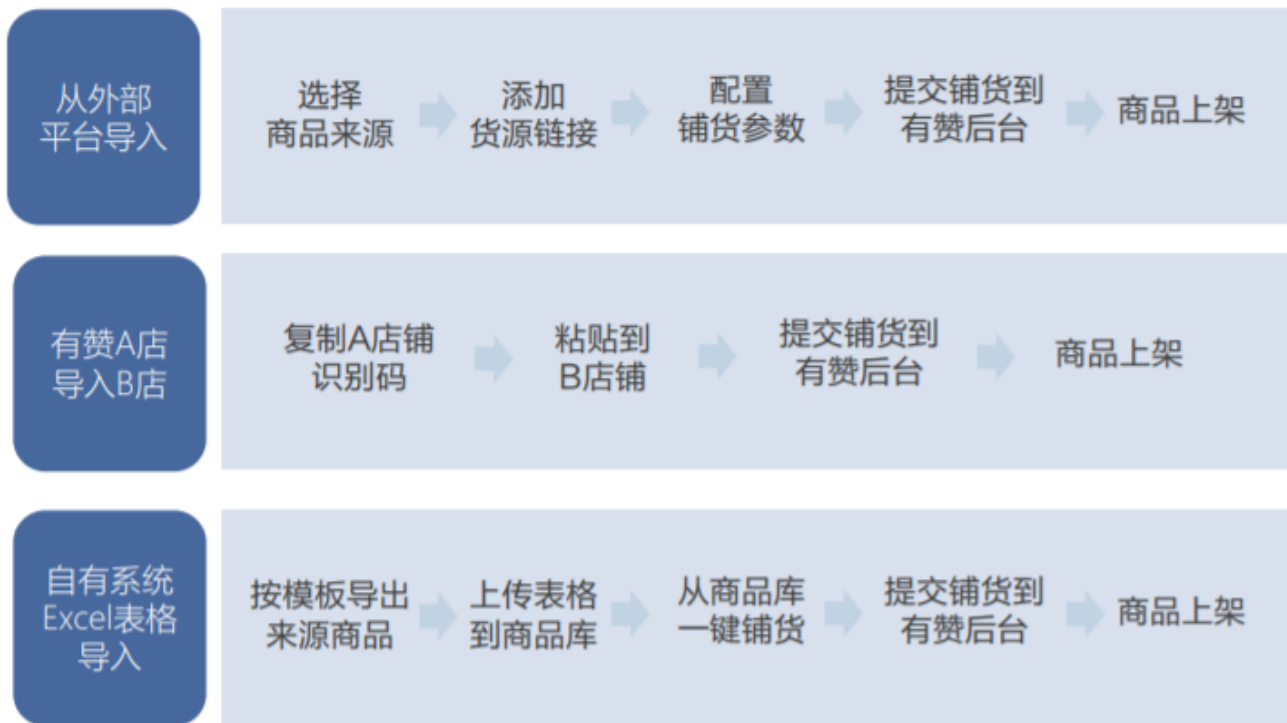 从外部
平台导入
选择
商品来源
添加
货源链接
配置
铺货参数
提交铺货到
有赞后台
商品上架
有赞A店
导入B店
复制A店铺
识别码
粘贴到
B店铺
提交铺货到
有赞后台
商品上架
自有系统
Excel表格
导入
按模板导出
来源商品
上传表格
到商品库
从商品库
一键铺货
提交铺货到
有赞后台
商品上架